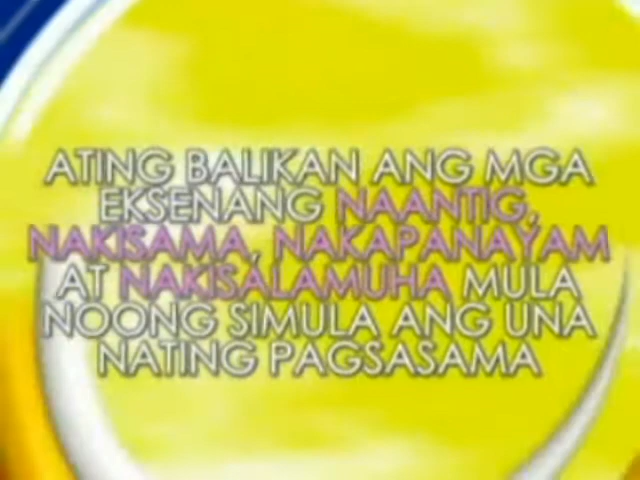 ATING BALIKAN ANG MGA
EKSENANG NAANTIG,
NAKISAMA, NAKAPANAYAM
AT NAKISALAMUHA MULA
NOONG SIMULA ANG UNA
NATING PAGSASAMA